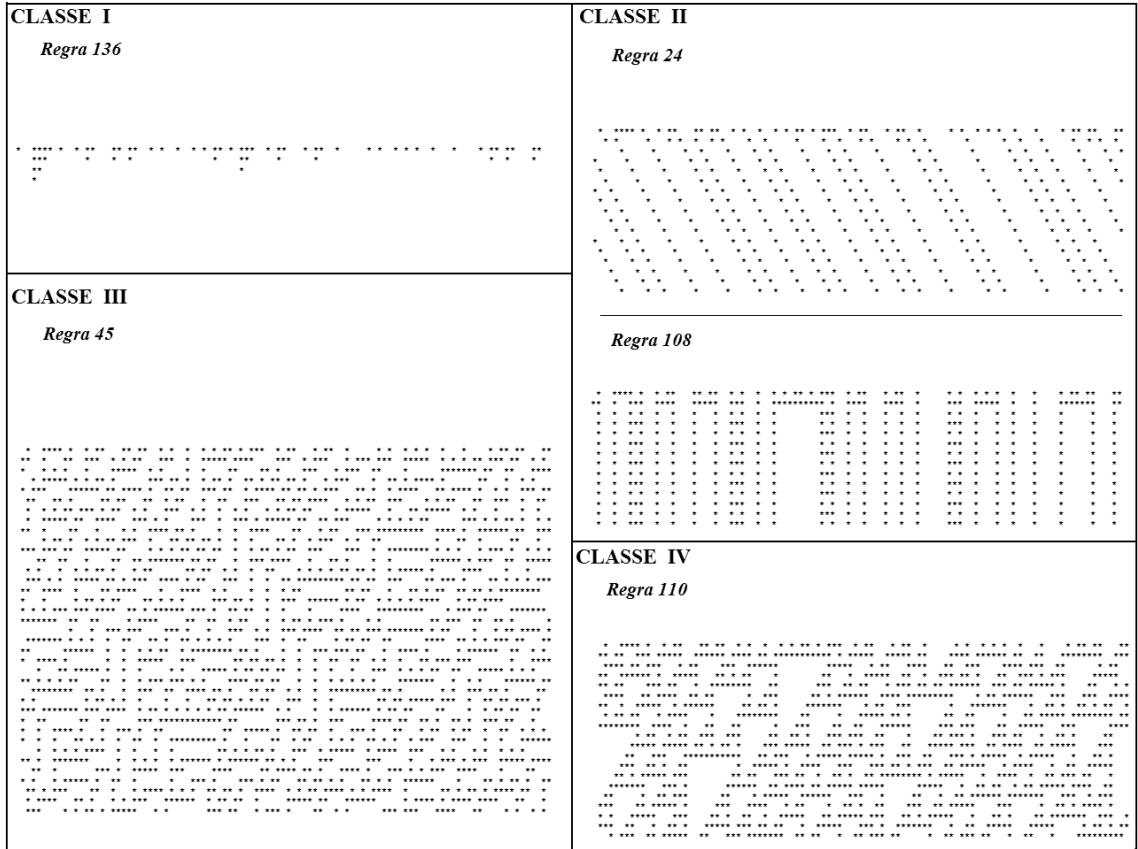 CLASSE I
Regra 136
CLASSE II
Regra 24
Regra 108
CLASSE III
Regra 45
CLASSE IV
Regra 110